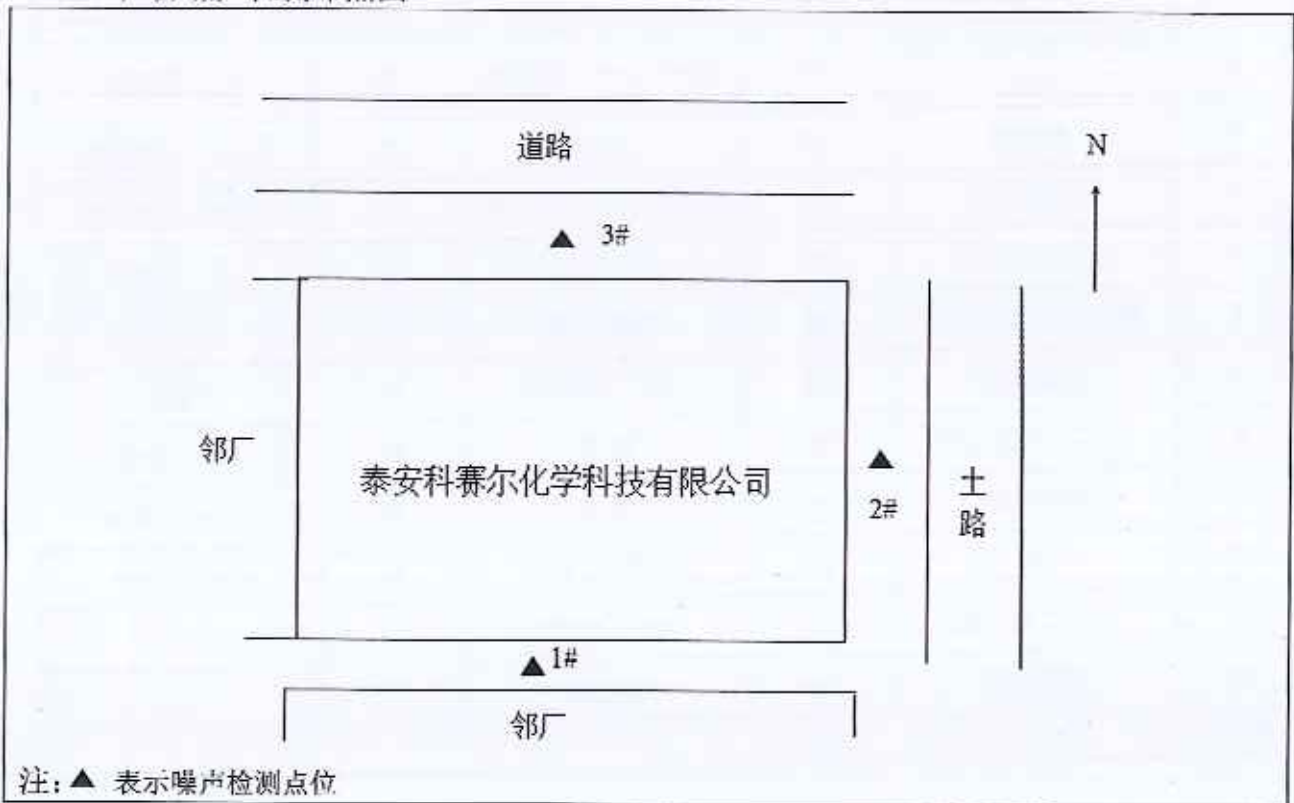 道路
N
▲ 3#
邻厂
泰安科赛尔化学科技有限公司
▲
2#
土路
▲ 1#
邻厂
注:▲ 表示噪声检测点位